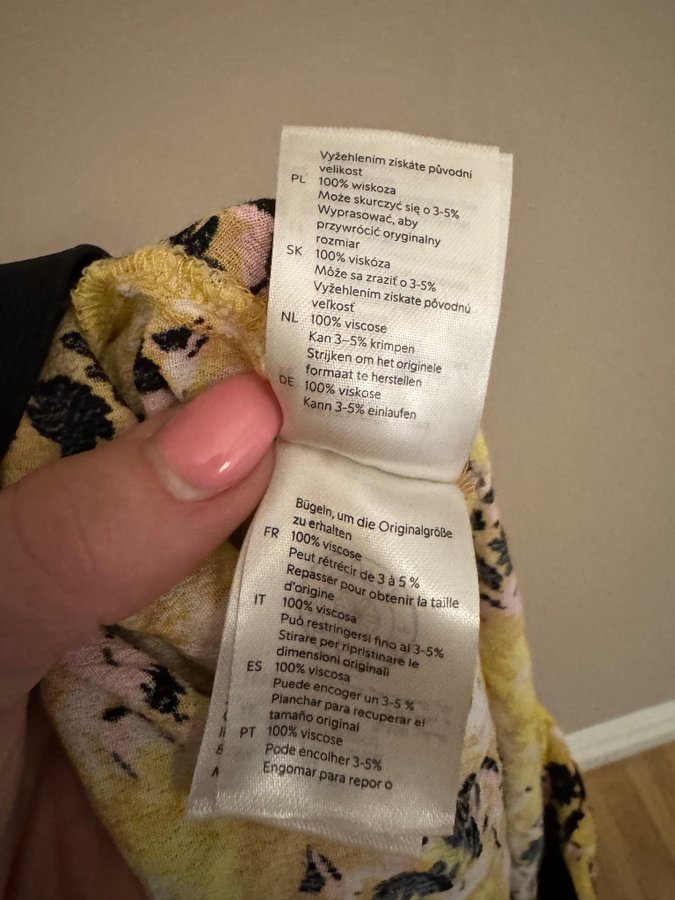 Vyžehlením získáte původní
velikost
PL 100% wiskoza
Może skurczyć się o 3-5%
Wyprasować, aby
przywrócić oryginalny
rozmiar
SK 100% viskóza
Môže sa zraziť o 3-5%
Vyžehlením získate pôvodnú
veľkosť
NL 100% viscose
Kan 3-5% krimpen
Strijken om het originele
formaat te herstellen
DE 100% viskose
Kann 3-5% einlaufen
Bügeln, um die Originalgröße
zu erhalten
FR 100% viscose
Peut rétrécir de 3 à 5 %
Repasser pour obtenir la taille
d'origine
IT 100% viscosa
Può restringersi fino al 3-5%
Stirare per ripristinare le
dimensioni originali
ES 100% viscosa
Puede encoger un 3-5 %
Planchar para recuperar el
tamaño original
PT 100% viscose
Pode encolher 3-5%
Engomar para repor o